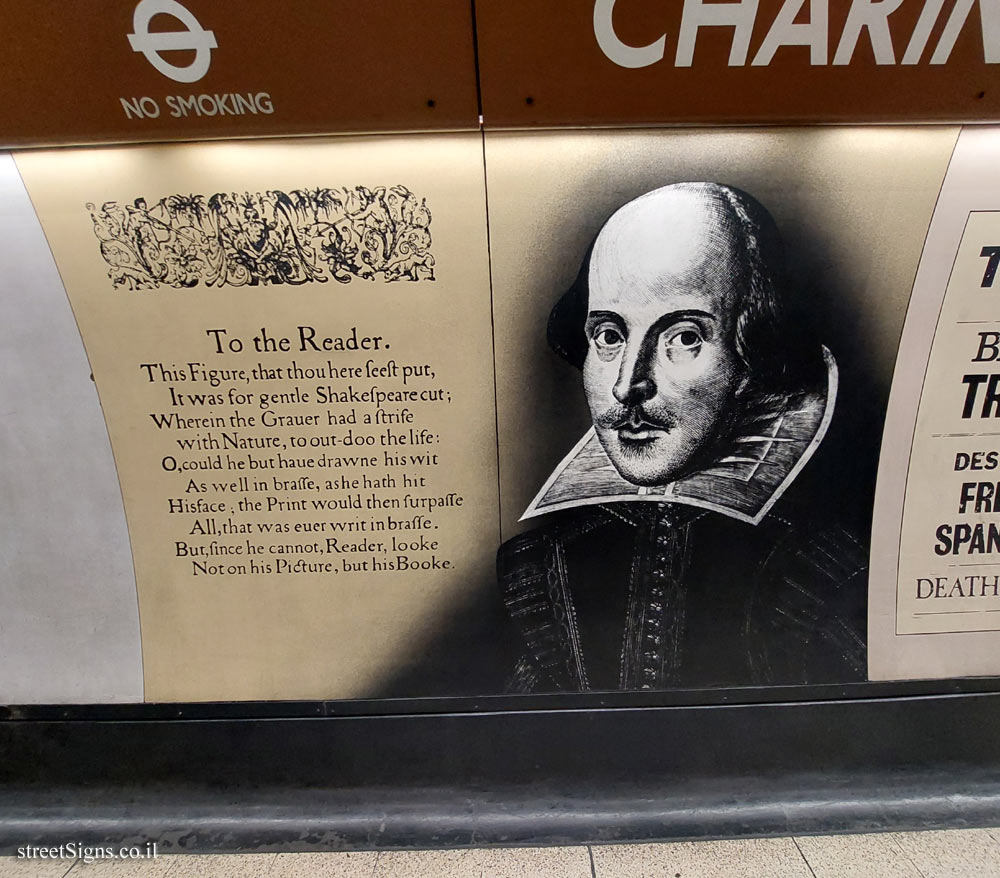 NO SMOKING
CHARIN
To the Reader.
This Figure, that thou here ſeeſt put,
It was for gentle Shakeſpeare cut;
Wherein the Grauer had a ſtrife
with Nature, to out-doo the life:
O, could he but haue drawne his wit
As well in braſſe, as he hath hit
His face; the Print would then ſurpaſſe
All, that was euer writ in braſſe.
But, ſince he cannot, Reader, looke
Not on his Picture, but his Booke.
DES
FRI
SPAN
DEATH
streetSigns.co.il